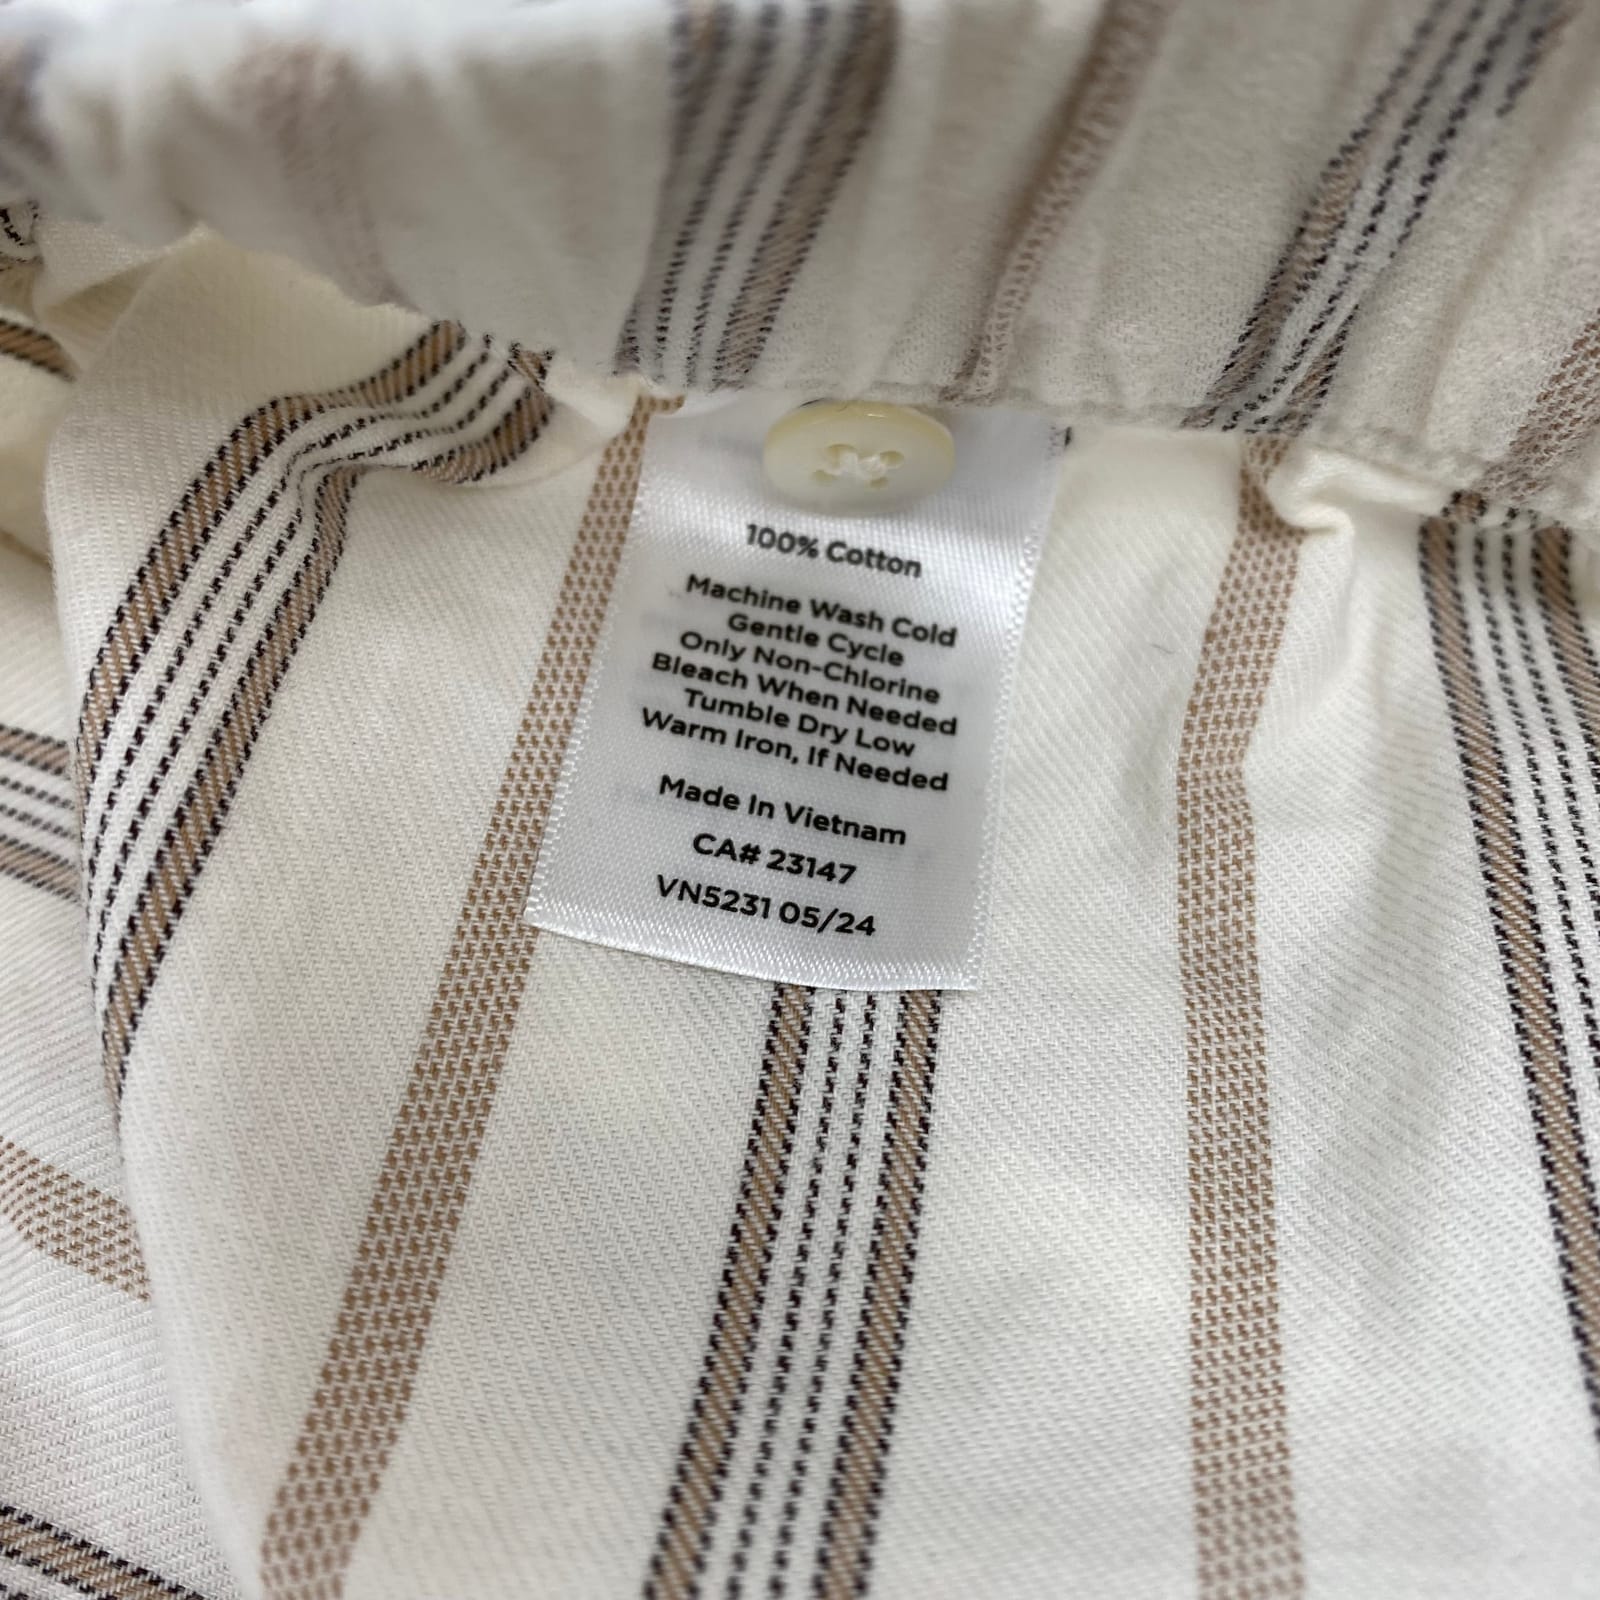 100% Cotton
Machine Wash Cold
Gentle Cycle
Only Non-Chlorine
Bleach When Needed
Tumble Dry Low
Warm Iron, If Needed
Made In Vietnam
CA# 23147
VN5231 05/24